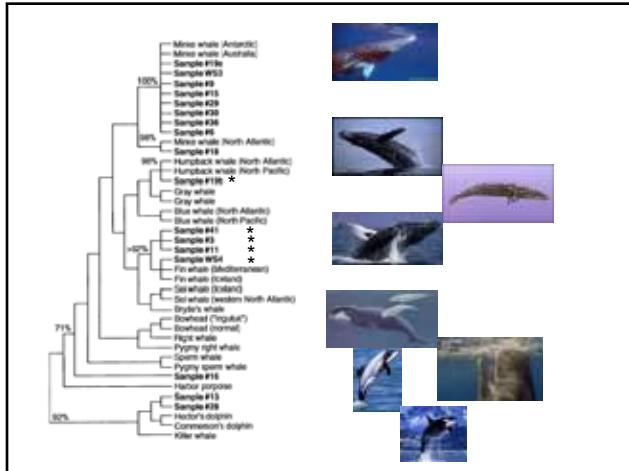 Minke whale (Antarctic)
Minke whale (Australia)
Sample #19e
Sample WS3
Sample #9
100%
Sample #15
Sample #29
Sample #30
Sample #36
Sample #6
98%
Minke whale (North Atlantic)
Sample #18
98%
Humpback whale (North Atlantic)
Humpback whale (North Pacific)
Sample #19b *
Gray whale
Gray whale
Blue whale (North Atlantic)
Blue whale (North Pacific)
Sample #41 *
Sample #3 *
>92%
Sample #11 *
Sample WS4 *
Fin whale (Mediterranean)
Fin whale (Iceland)
Sei whale (Iceland)
Sei whale (western North Atlantic)
Bryde's whale
Bowhead ("Ingutuk")
71%
Bowhead (normal)
Right whale
Pygmy right whale
Sperm whale
Pygmy sperm whale
Sample #16
Harbor porpoise
Sample #13
92%
Sample #28
Hector's dolphin
Commerson's dolphin
Killer whale